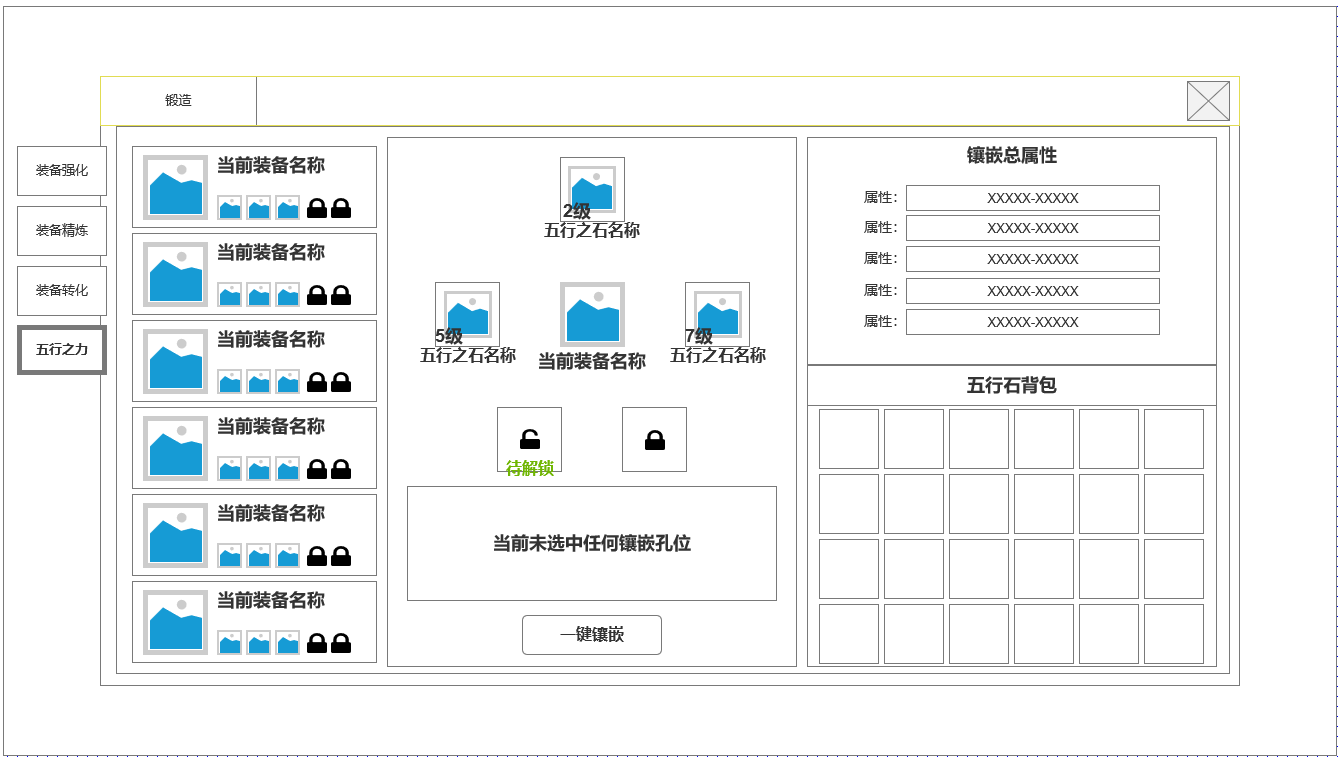 锻造
装备强化
装备精炼
装备转化
五行之力
当前装备名称
当前装备名称
当前装备名称
当前装备名称
当前装备名称
当前装备名称
2级
五行之石名称
5级
五行之石名称
当前装备名称
7级
五行之石名称
待解锁
当前未选中任何镶嵌孔位
一键镶嵌
镶嵌总属性
属性： XXXXX-XXXXX
属性： XXXXX-XXXXX
属性： XXXXX-XXXXX
属性： XXXXX-XXXXX
属性： XXXXX-XXXXX
五行石背包